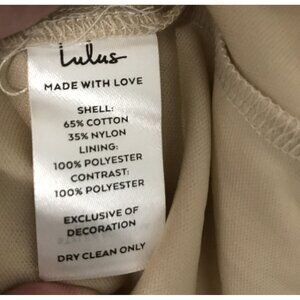 Lulus
MADE WITH LOVE
SHELL:
65% COTTON
35% NYLON
LINING:
100% POLYESTER
CONTRAST:
100% POLYESTER
EXCLUSIVE OF
DECORATION
DRY CLEAN ONLY